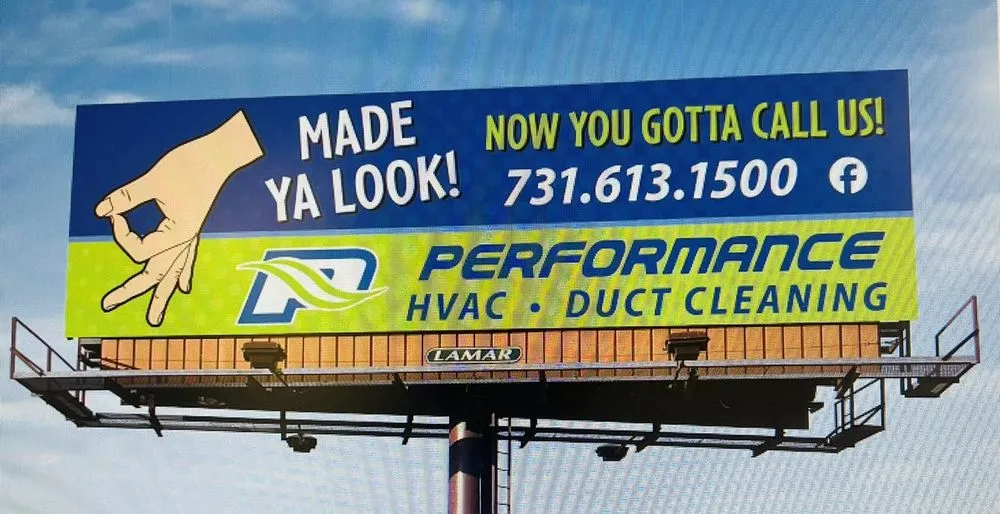 MADE
YA LOOK!
NOW YOU GOTTA CALL US!
731.613.1500 f
P PERFORMANCE
HVAC · DUCT CLEANING
LAMAR